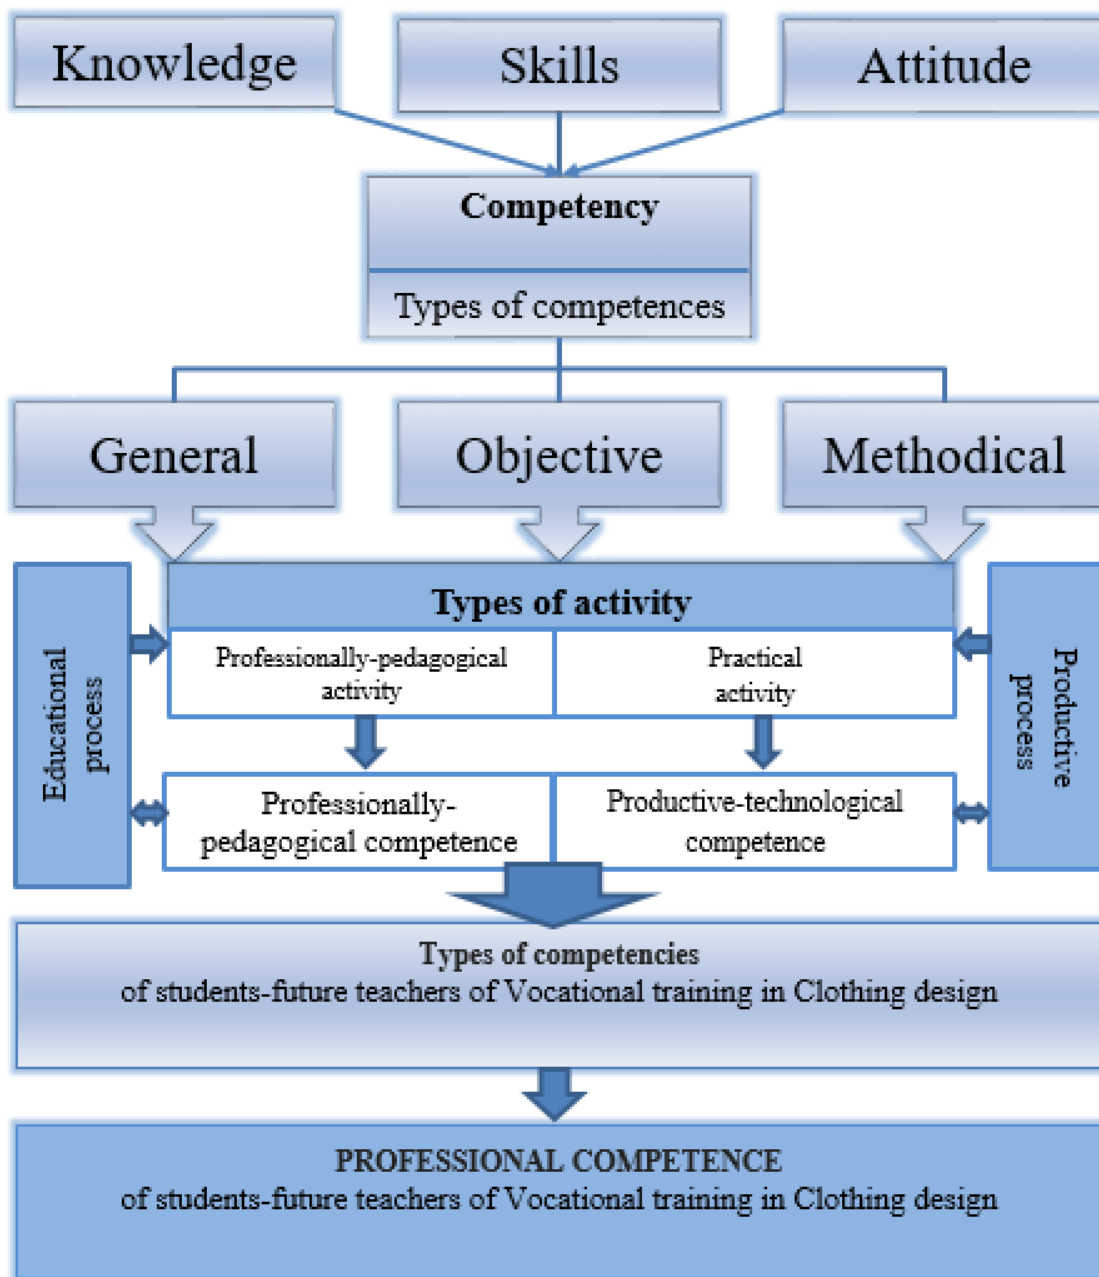 Knowledge
Skills
Attitude
Competency
Types of competences
General
Objective
Methodical
Types of activity
Educational
process
Professionally-pedagogical
activity
Practical
activity
Productive
process
Professionally-
pedagogical competence
Productive-technological
competence
Types of competencies
of students-future teachers of Vocational training in Clothing design
PROFESSIONAL COMPETENCE
of students-future teachers of Vocational training in Clothing design